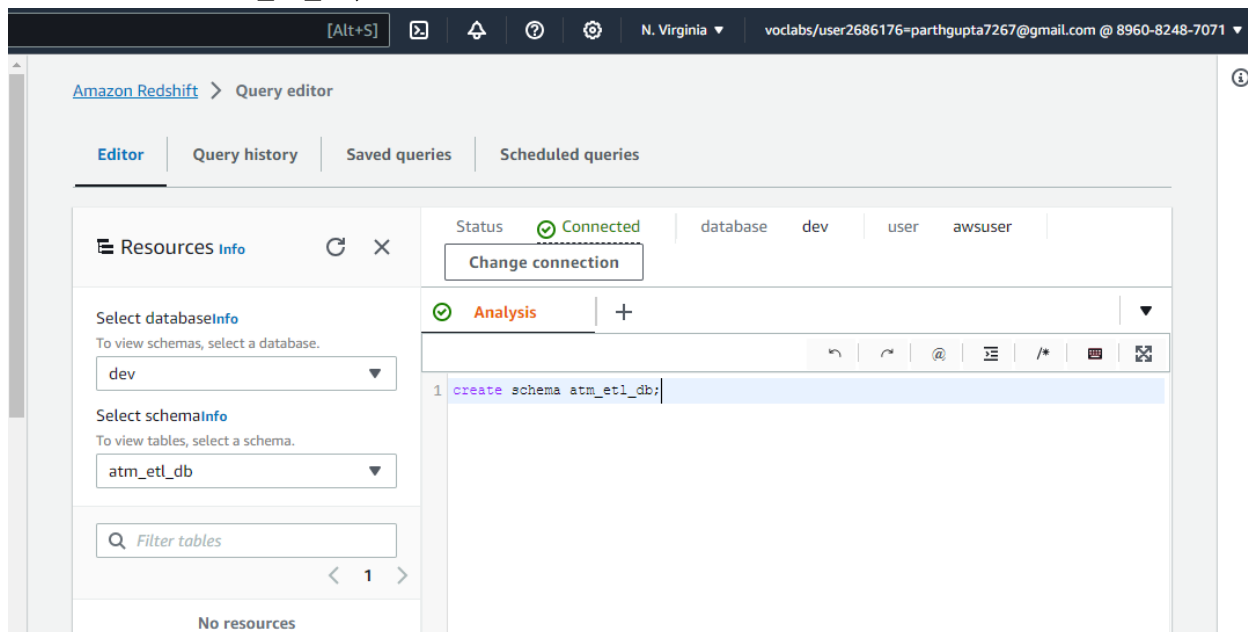 [Alt+S] N. Virginia ▼ voclabs/user2686176=parthgupta7267@gmail.com @ 8960-8248-7071 ▼
Amazon Redshift > Query editor
Editor Query history Saved queries Scheduled queries
Resources Info
Status Connected database dev user awsuser
Change connection
Analysis +
Select databaseInfo
To view schemas, select a database.
dev
@ /*
1 create schema atm_etl_db;
Select schemaInfo
To view tables, select a schema.
atm_etl_db
Filter tables
< 1 >
No resources